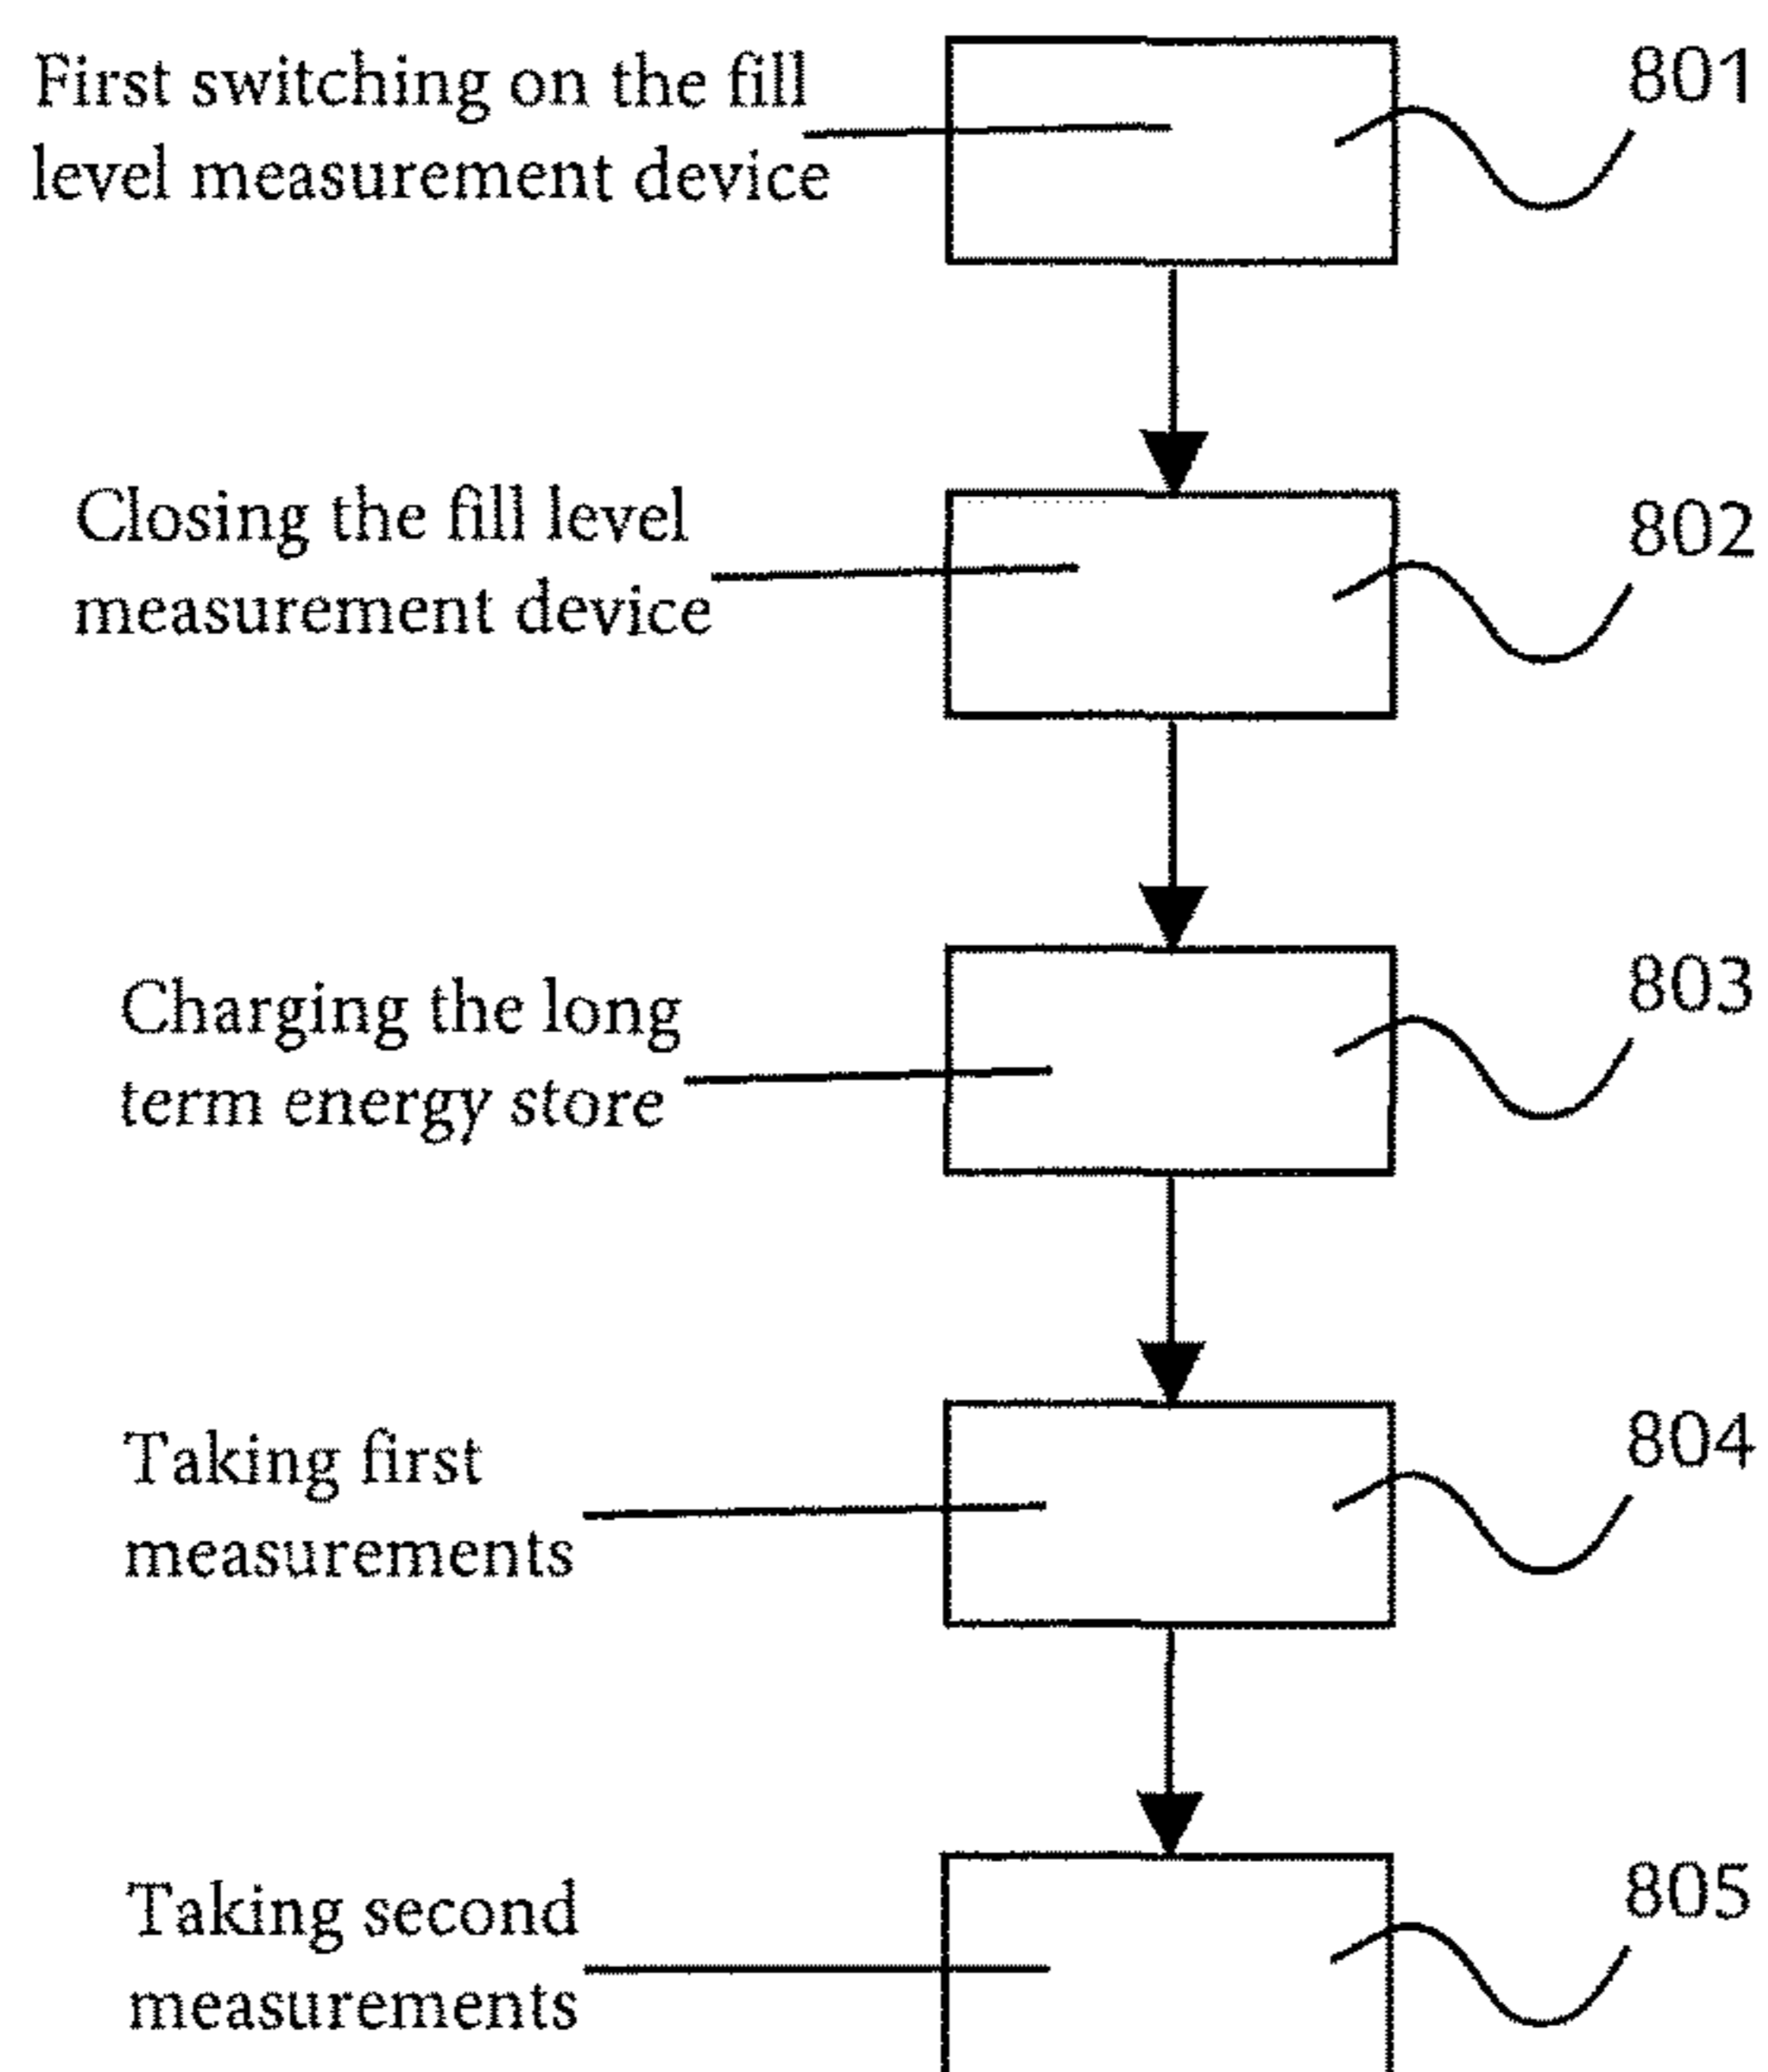 First switching on the fill
level measurement device
801
Closing the fill level
measurement device
802
Charging the long
term energy store
803
Taking first
measurements
804
Taking second
measurements
805